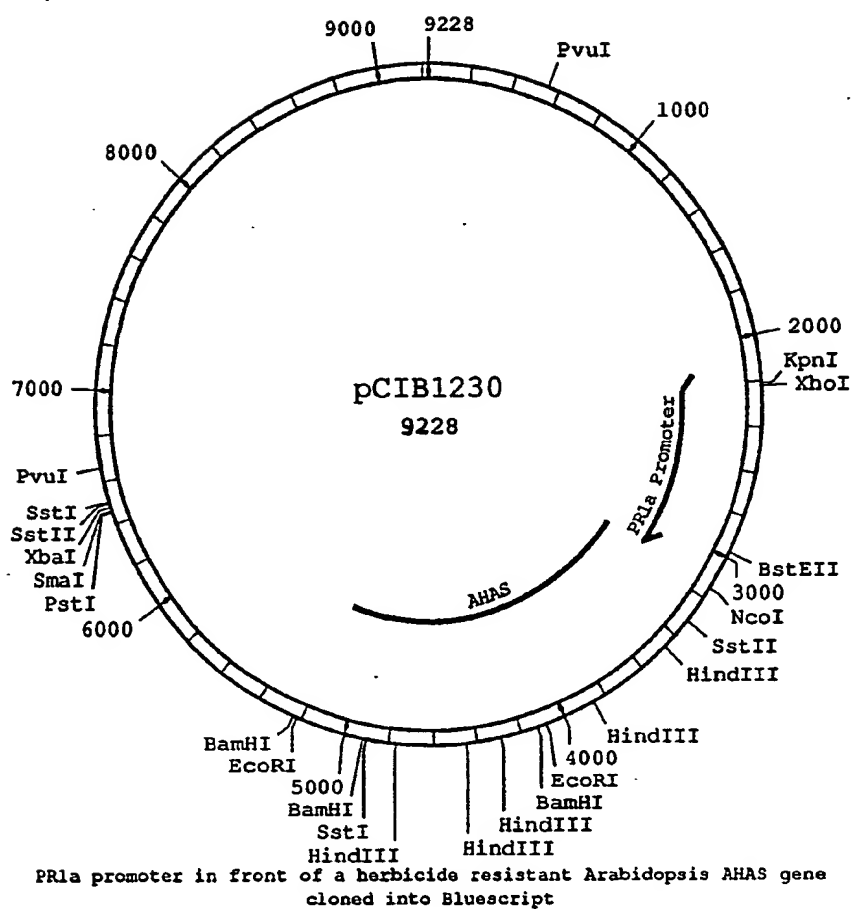 9000
9228
PvuI
1000
8000
2000
KpnI
XhoI
7000
pCIB1230
9228
PR1a Promoter
PvuI
SstI
SstII
XbaI
SmaI
PstI
AHAS
BstEII
3000
NcoI
SstII
HindIII
6000
HindIII
4000
EcoRI
BamHI
HindIII
HindIII
BamHI
EcoRI
5000
BamHI
SstI
HindIII
PR1a promoter in front of a herbicide resistant Arabidopsis AHAS gene
cloned into Bluescript